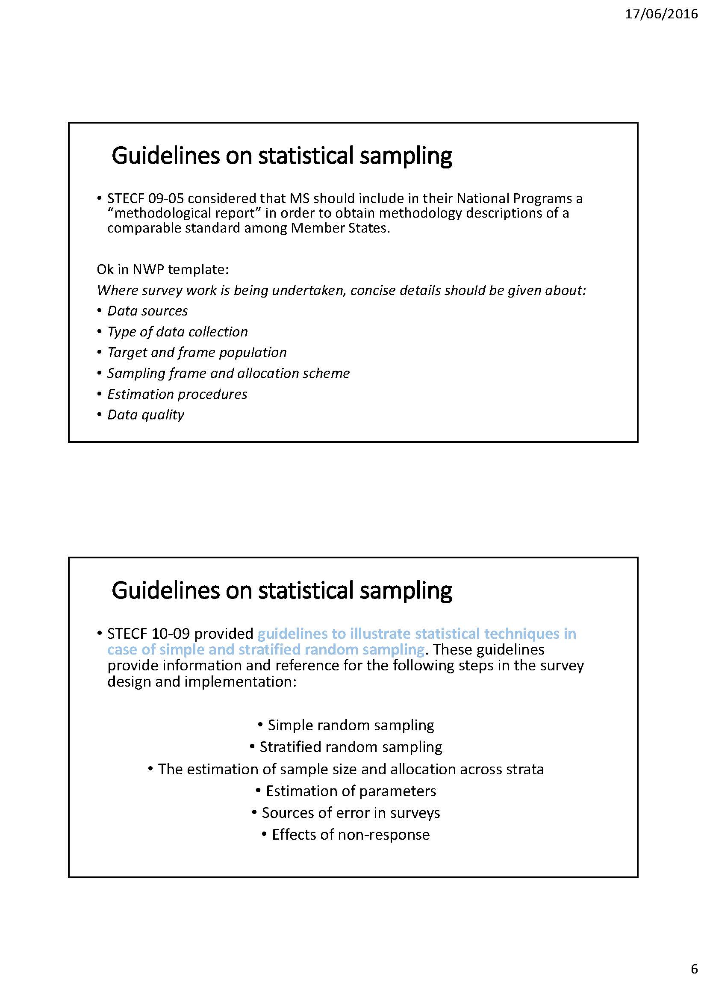 17/06/2016
Guidelines on statistical sampling
• STECF 09-05 considered that MS should include in their National Programs a
“methodological report” in order to obtain methodology descriptions of a
comparable standard among Member States.
Ok in NWP template:
Where survey work is being undertaken, concise details should be given about:
• Data sources
• Type of data collection
• Target and frame population
• Sampling frame and allocation scheme
• Estimation procedures
• Data quality
Guidelines on statistical sampling
• STECF 10-09 provided guidelines to illustrate statistical techniques in
case of simple and stratified random sampling. These guidelines
provide information and reference for the following steps in the survey
design and implementation:
• Simple random sampling
• Stratified random sampling
• The estimation of sample size and allocation across strata
• Estimation of parameters
• Sources of error in surveys
• Effects of non-response
6